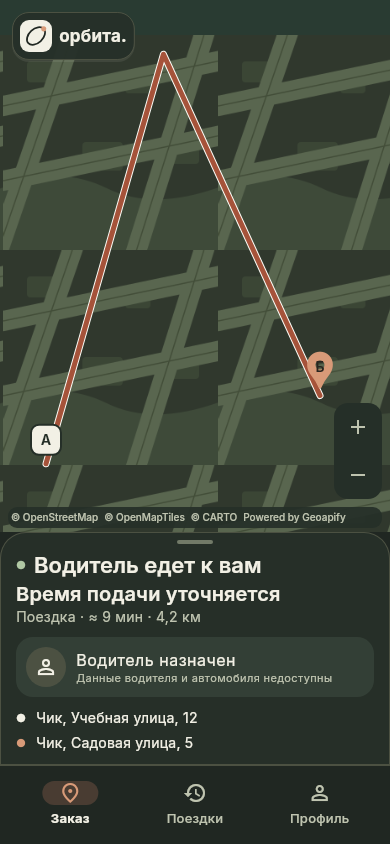 орбита.
A
Б
© OpenStreetMap © OpenMapTiles © CARTO Powered by Geoapify
Водитель едет к вам
Время подачи уточняется
Поездка · ≈ 9 мин · 4,2 км
Водитель назначен
Данные водителя и автомобиля недоступны
Чик, Учебная улица, 12
Чик, Садовая улица, 5
Заказ
Поездки
Профиль